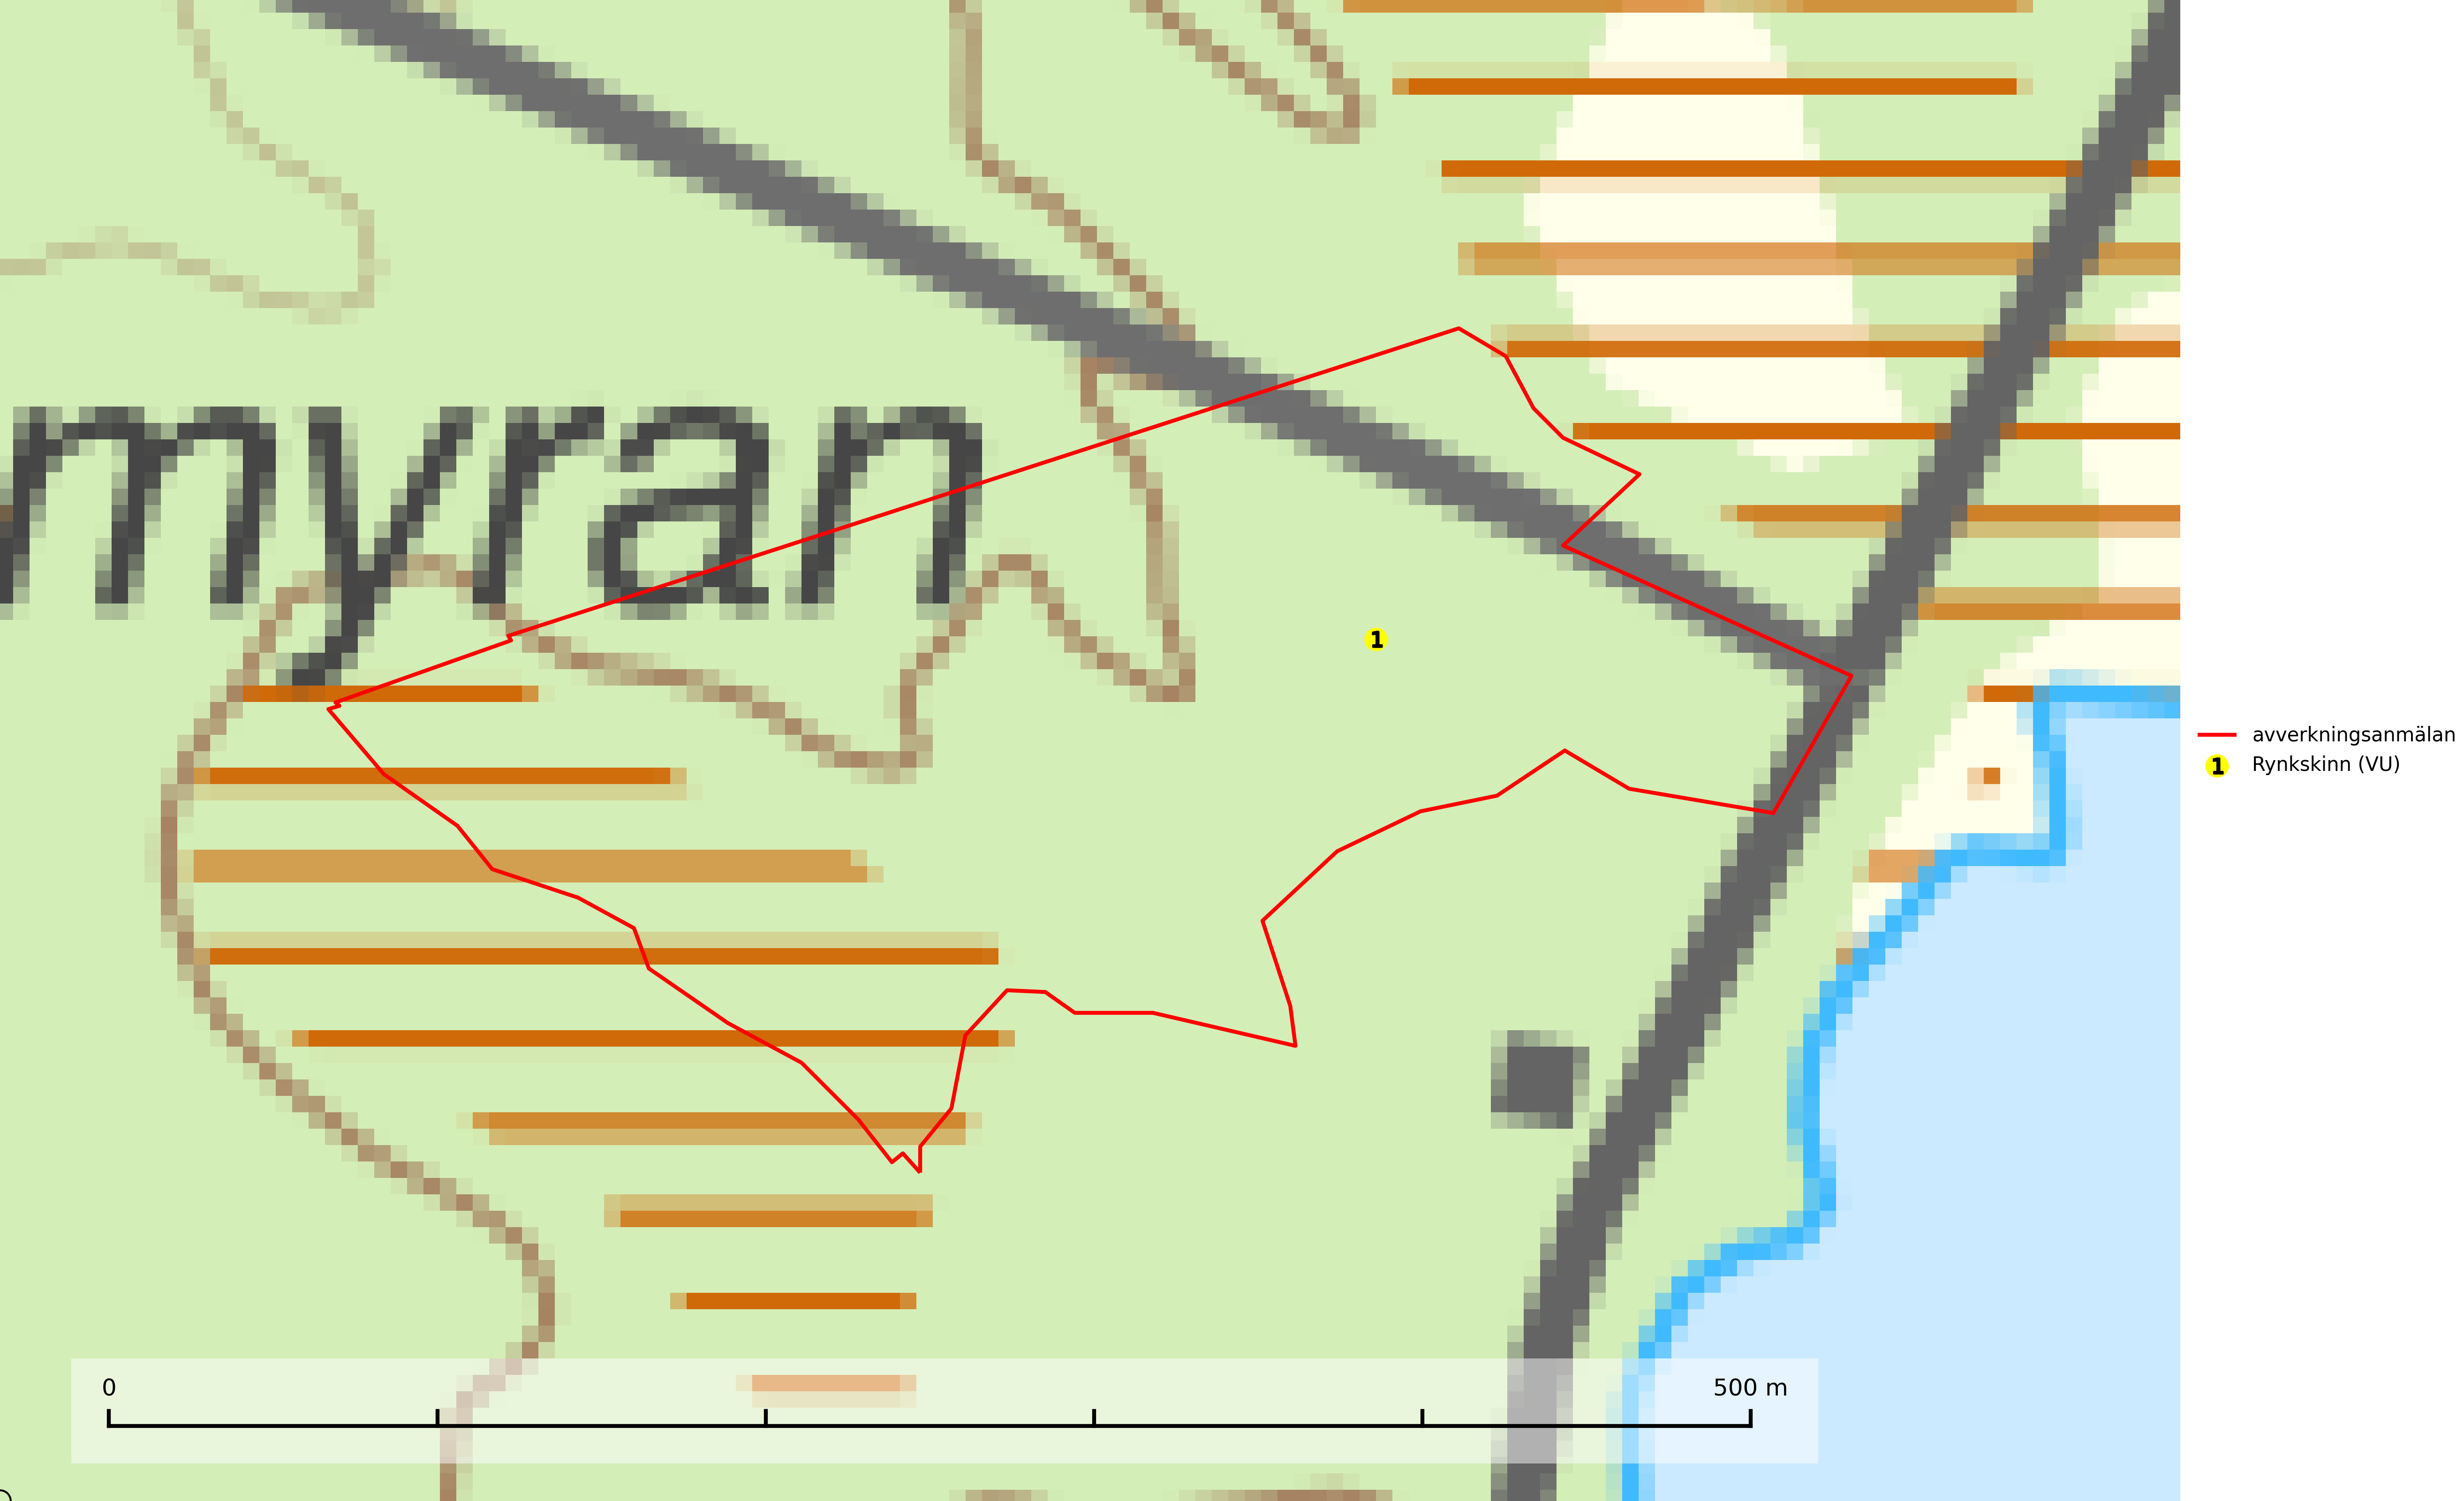 myran
1
avverkningsanmälan
1 Rynkskinn (VU)
0 500 m